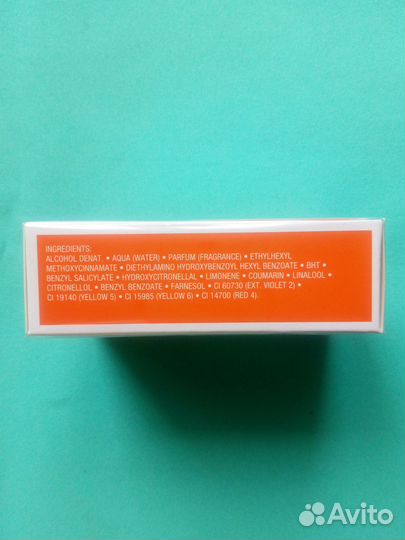 INGREDIENTS:
ALCOHOL DENAT. • AQUA (WATER) • PARFUM (FRAGRANCE) • ETHYLHEXYL
METHOXYCINNAMATE • DIETHYLAMINO HYDROXYBENZOYL HEXYL BENZOATE • BHT •
BENZYL SALICYLATE • HYDROXYCITRONELLAL • LIMONENE • COUMARIN • LINALOOL •
CITRONELLOL • BENZYL BENZOATE • FARNESOL • CI 60730 (EXT. VIOLET 2) •
CI 19140 (YELLOW 5) • CI 15985 (YELLOW 6) • CI 14700 (RED 4).
Avito